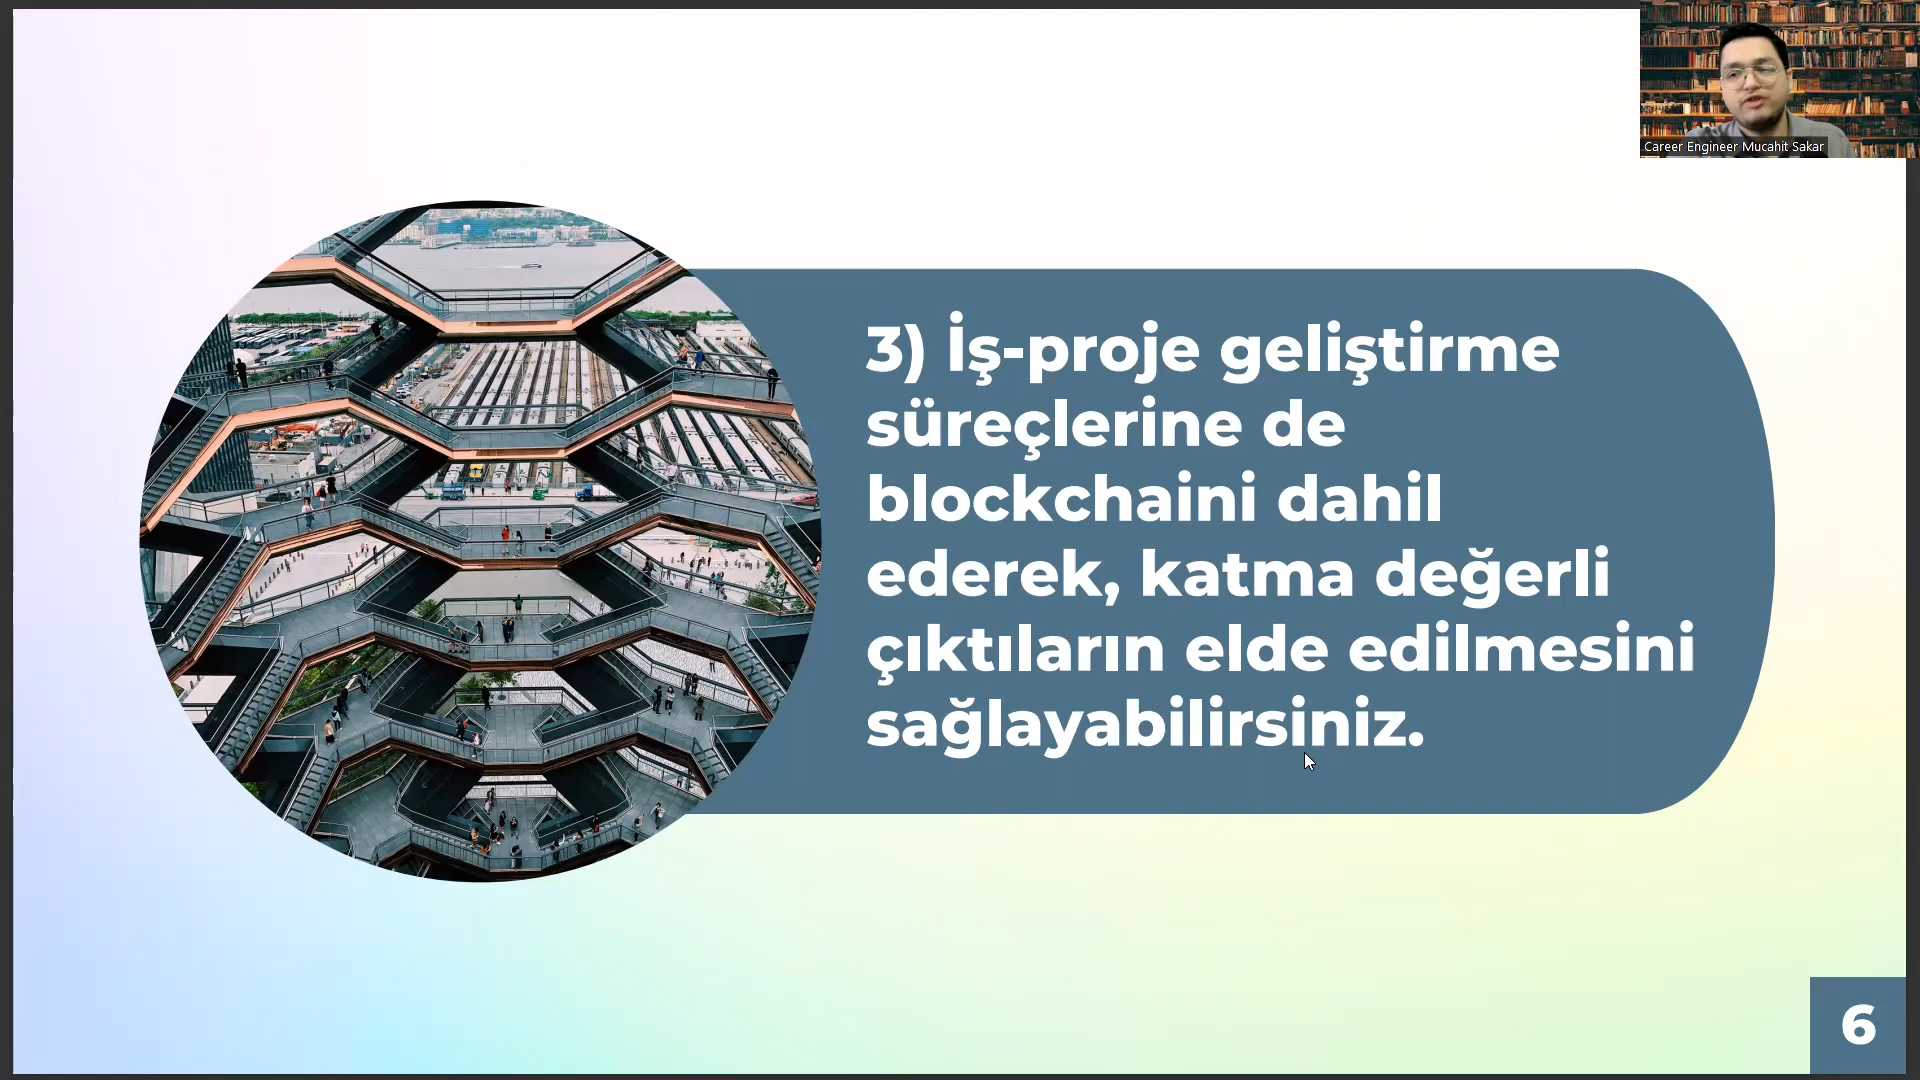 Career Engineer Mucahit Sakar
3) İş-proje geliştirme
süreçlerine de
blockchaini dahil
ederek, katma değerli
çıktıların elde edilmesini
sağlayabilirsiniz.
6